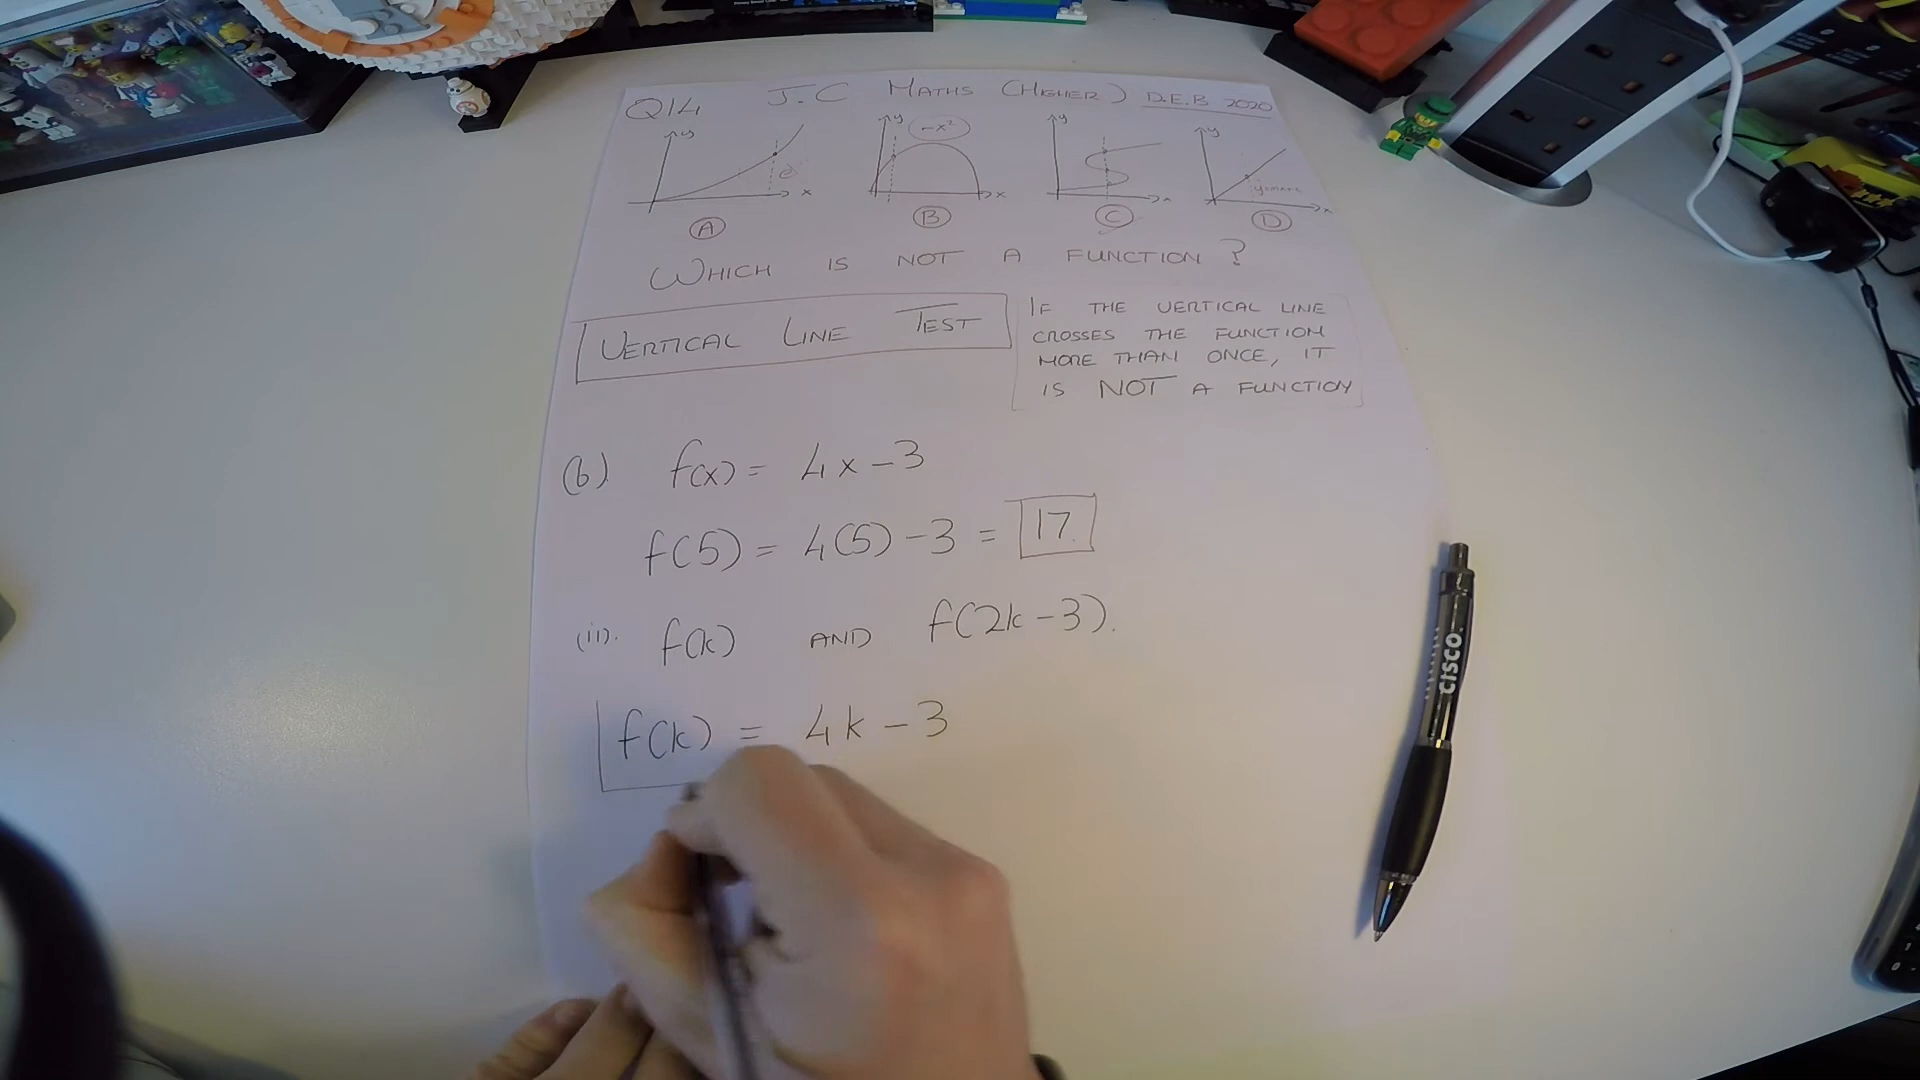 Q14 J.C MATHS (HIGHER) D.E.B 2020
y x y -x² x y x y x
A B C D
WHICH IS NOT A FUNCTION ?
VERTICAL LINE TEST
IF THE VERTICAL LINE
CROSSES THE FUNCTION
MORE THAN ONCE, IT
IS NOT A FUNCTION
(b) f(x) = 4x - 3
f(5) = 4(5) - 3 = 17.
(ii). f(k) AND f(2k - 3).
f(k) = 4k - 3
CISCO